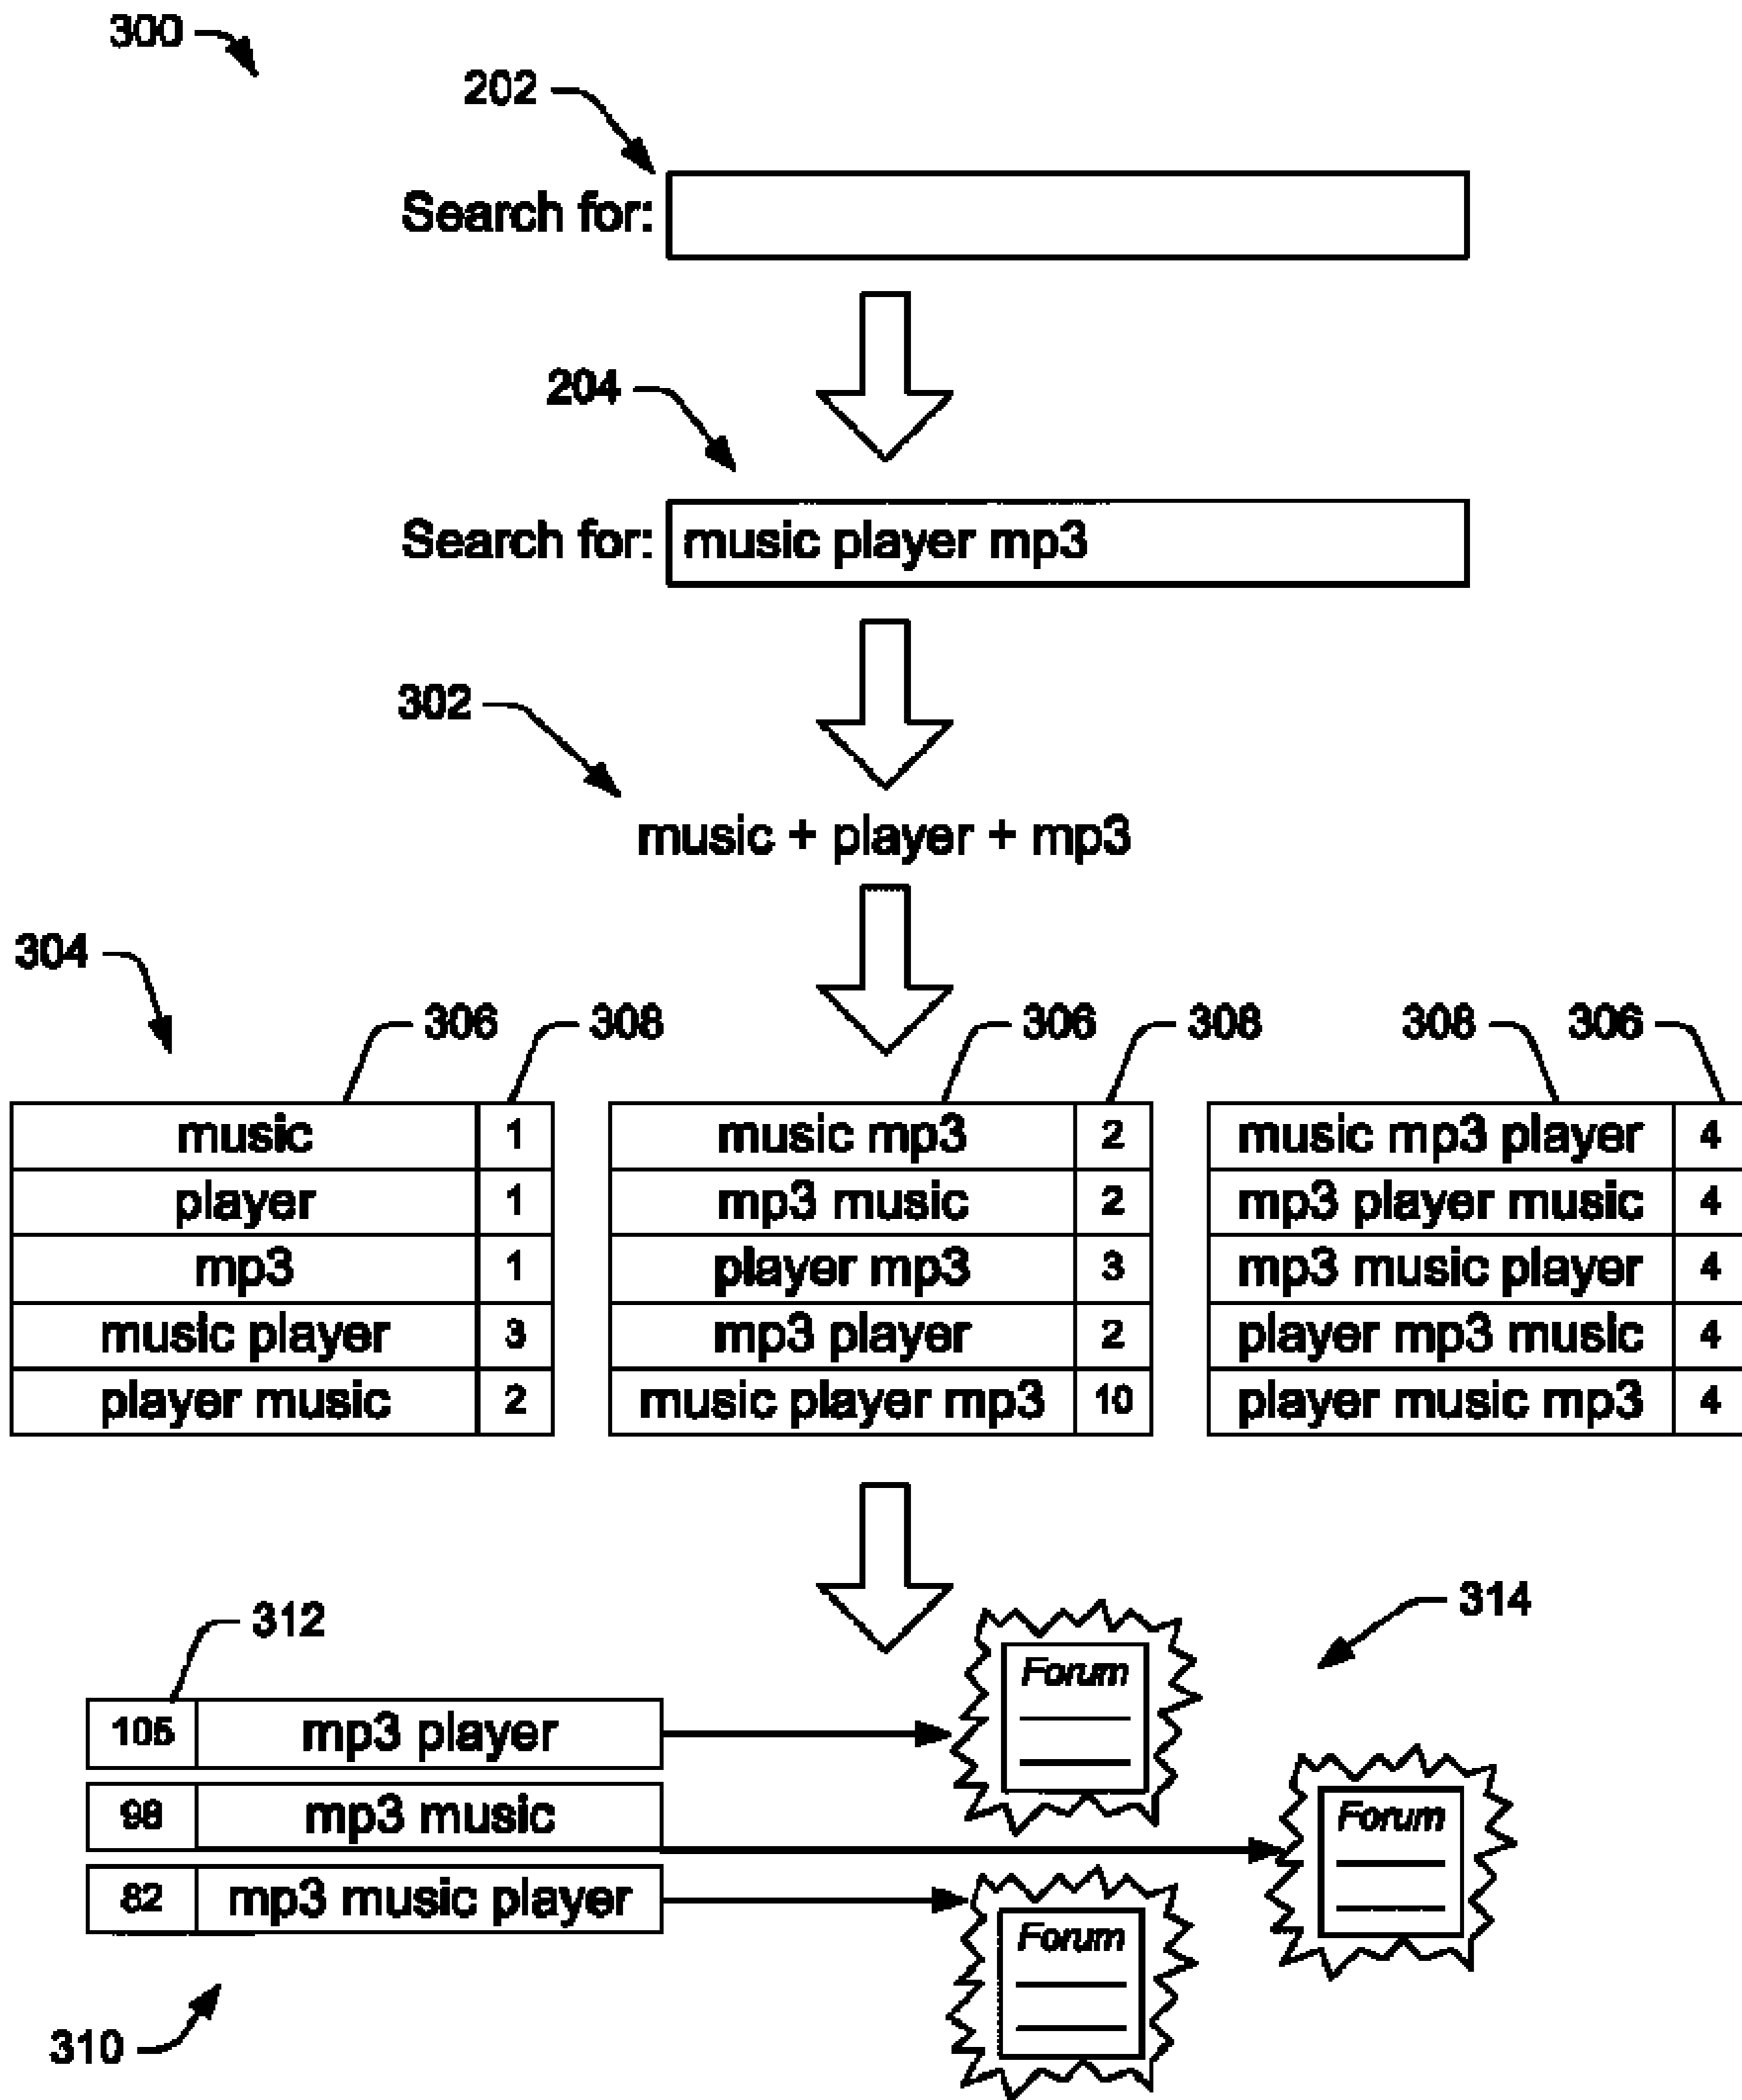 300
202
Search for:
204
Search for: music player mp3
302
music + player + mp3
304
306 308 306 308 308 306
music 1 music mp3 2 music mp3 player 4
player 1 mp3 music 2 mp3 player music 4
mp3 1 player mp3 3 mp3 music player 4
music player 3 mp3 player 2 player mp3 music 4
player music 2 music player mp3 10 player music mp3 4
312
314
Forum
105 mp3 player
98 mp3 music
Forum
82 mp3 music player
Forum
310